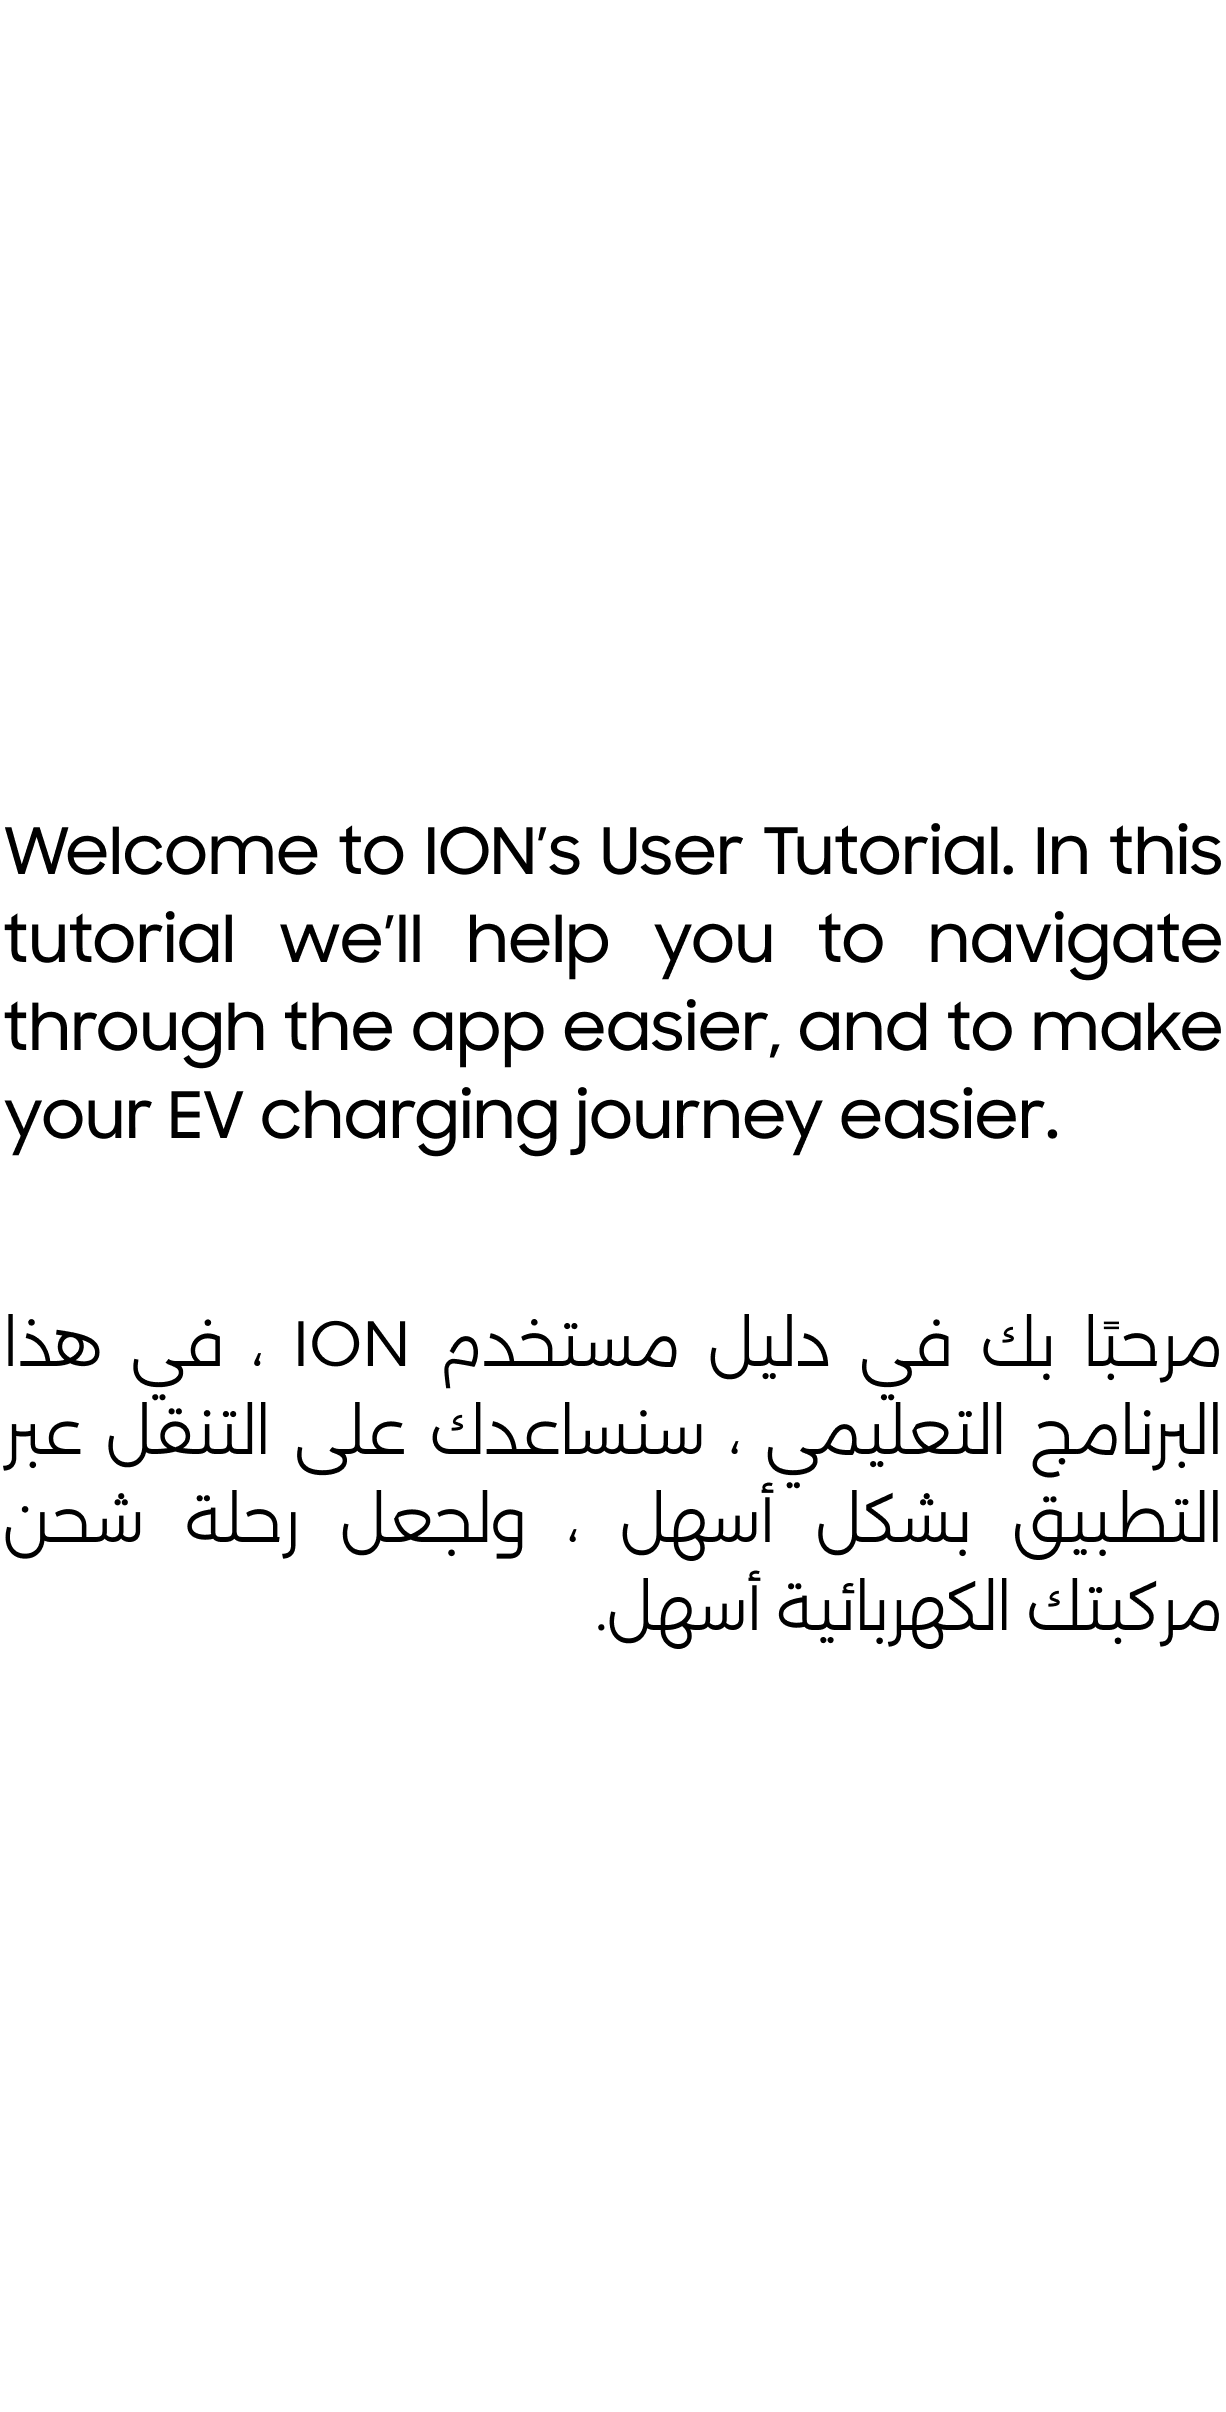 Welcome to ION’s User Tutorial. In this
tutorial we’ll help you to navigate
through the app easier, and to make
your EV charging journey easier.
مرحبًا بك في دليل مستخدم ION ، في هذا
البرنامج التعليمي ، سنساعدك على التنقل عبر
التطبيق بشكل أسهل ، ولجعل رحلة شحن
مركبتك الكهربائية أسهل.